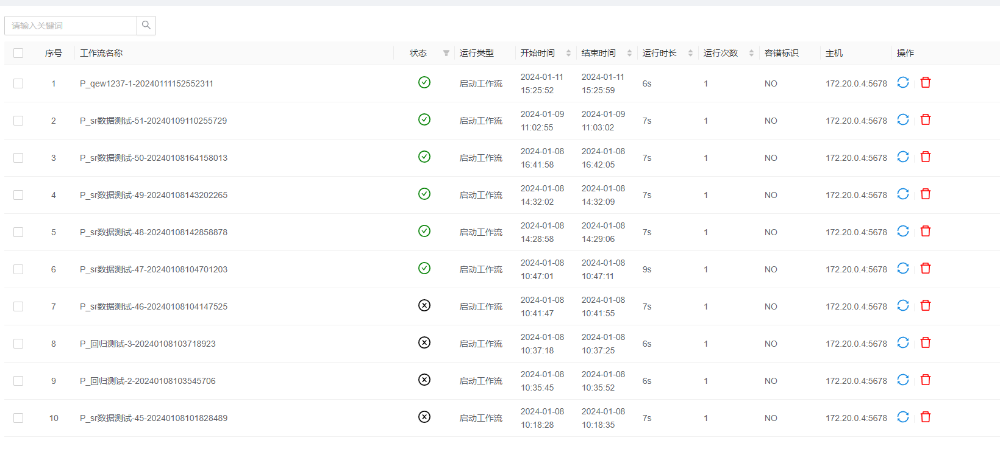 请输入关键词
序号 工作流名称 状态 运行类型 开始时间 结束时间 运行时长 运行次数 容错标识 主机 操作
1 P_qew1237-1-20240111152552311 启动工作流 2024-01-11 15:25:52 2024-01-11 15:25:59 6s 1 NO 172.20.0.4:5678
2 P_sr数据测试-51-20240109110255729 启动工作流 2024-01-09 11:02:55 2024-01-09 11:03:02 7s 1 NO 172.20.0.4:5678
3 P_sr数据测试-50-20240108164158013 启动工作流 2024-01-08 16:41:58 2024-01-08 16:42:05 7s 1 NO 172.20.0.4:5678
4 P_sr数据测试-49-20240108143202265 启动工作流 2024-01-08 14:32:02 2024-01-08 14:32:09 7s 1 NO 172.20.0.4:5678
5 P_sr数据测试-48-20240108142858878 启动工作流 2024-01-08 14:28:58 2024-01-08 14:29:06 7s 1 NO 172.20.0.4:5678
6 P_sr数据测试-47-20240108104701203 启动工作流 2024-01-08 10:47:01 2024-01-08 10:47:11 9s 1 NO 172.20.0.4:5678
7 P_sr数据测试-46-20240108104147525 启动工作流 2024-01-08 10:41:47 2024-01-08 10:41:55 7s 1 NO 172.20.0.4:5678
8 P_回归测试-3-20240108103718923 启动工作流 2024-01-08 10:37:18 2024-01-08 10:37:25 6s 1 NO 172.20.0.4:5678
9 P_回归测试-2-20240108103545706 启动工作流 2024-01-08 10:35:45 2024-01-08 10:35:52 6s 1 NO 172.20.0.4:5678
10 P_sr数据测试-45-20240108101828489 启动工作流 2024-01-08 10:18:28 2024-01-08 10:18:35 7s 1 NO 172.20.0.4:5678